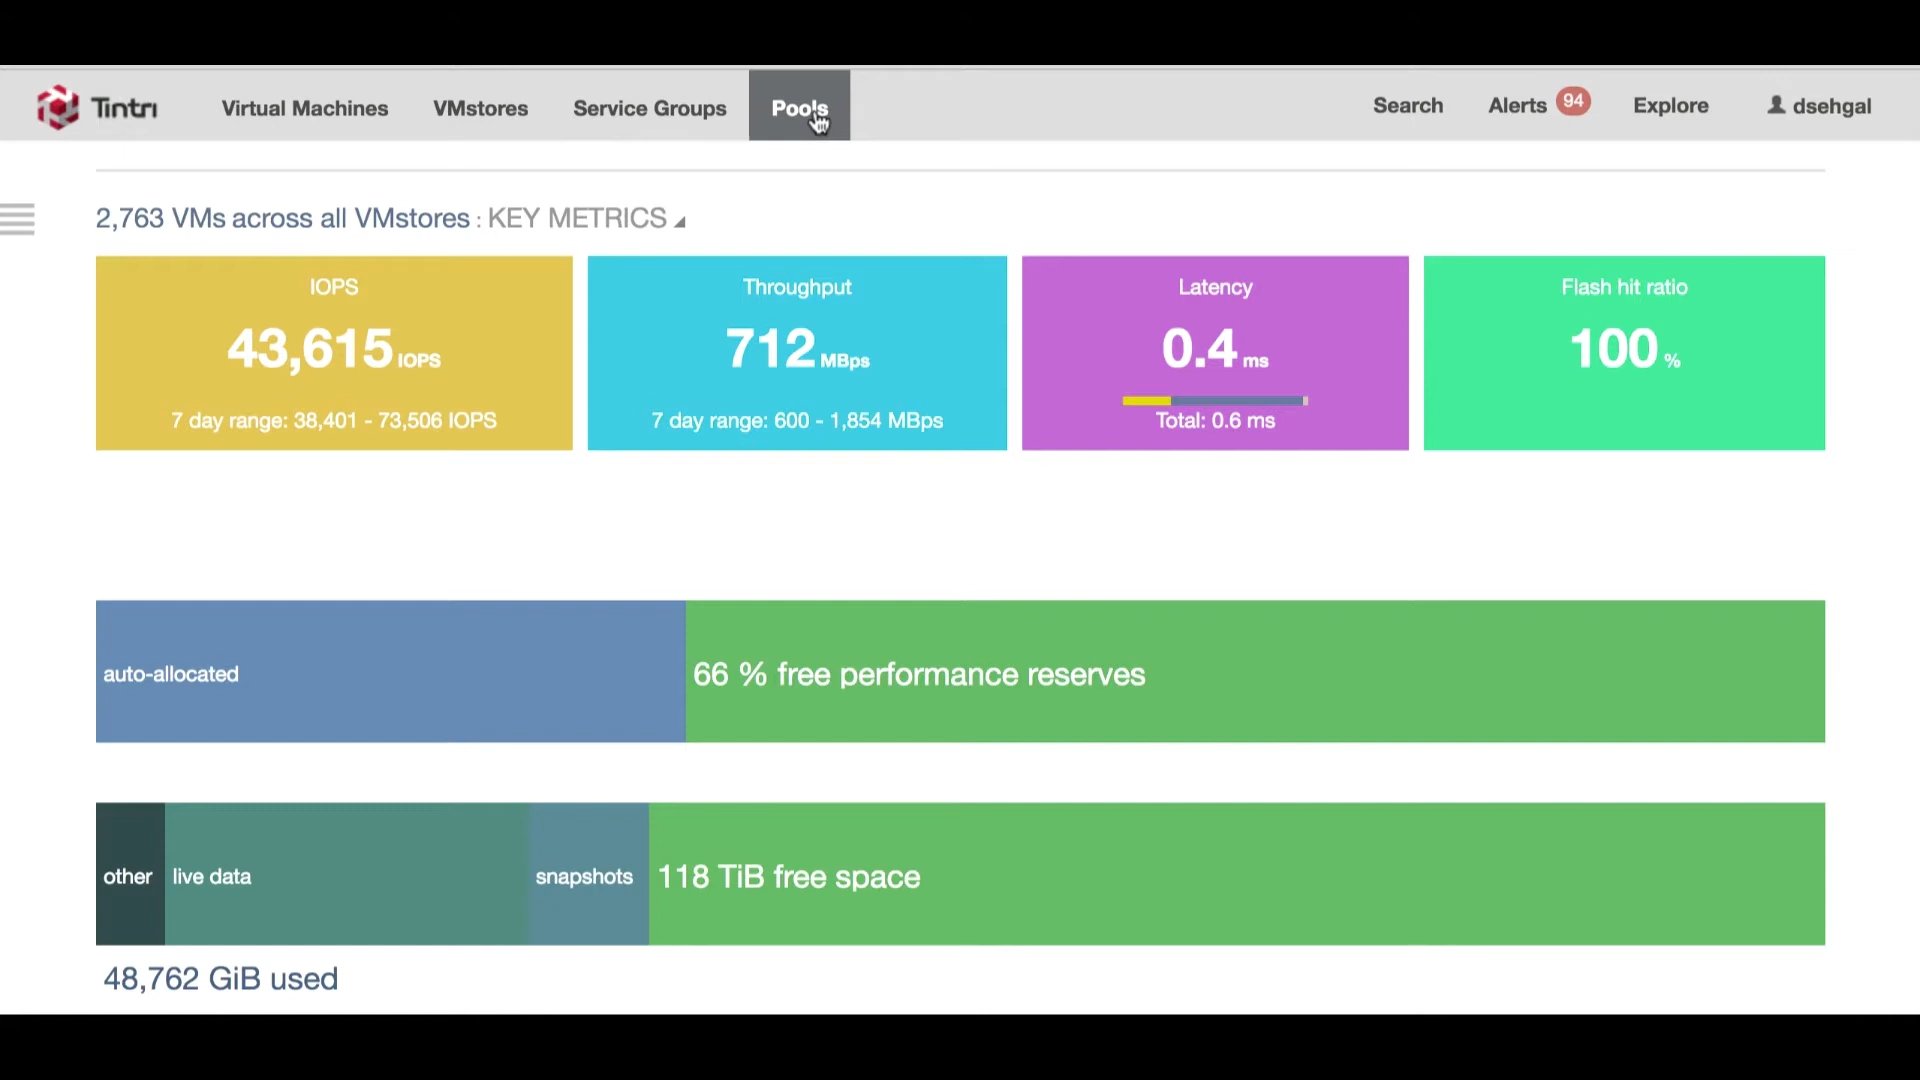 Tintri Virtual Machines VMstores Service Groups Pools Search Alerts 94 Explore dsehgal
2,763 VMs across all VMstores : KEY METRICS
IOPS
43,615 IOPS
7 day range: 38,401 - 73,506 IOPS
Throughput
712 MBps
7 day range: 600 - 1,854 MBps
Latency
0.4 ms
Total: 0.6 ms
Flash hit ratio
100 %
auto-allocated
66 % free performance reserves
other
live data
snapshots
118 TiB free space
48,762 GiB used